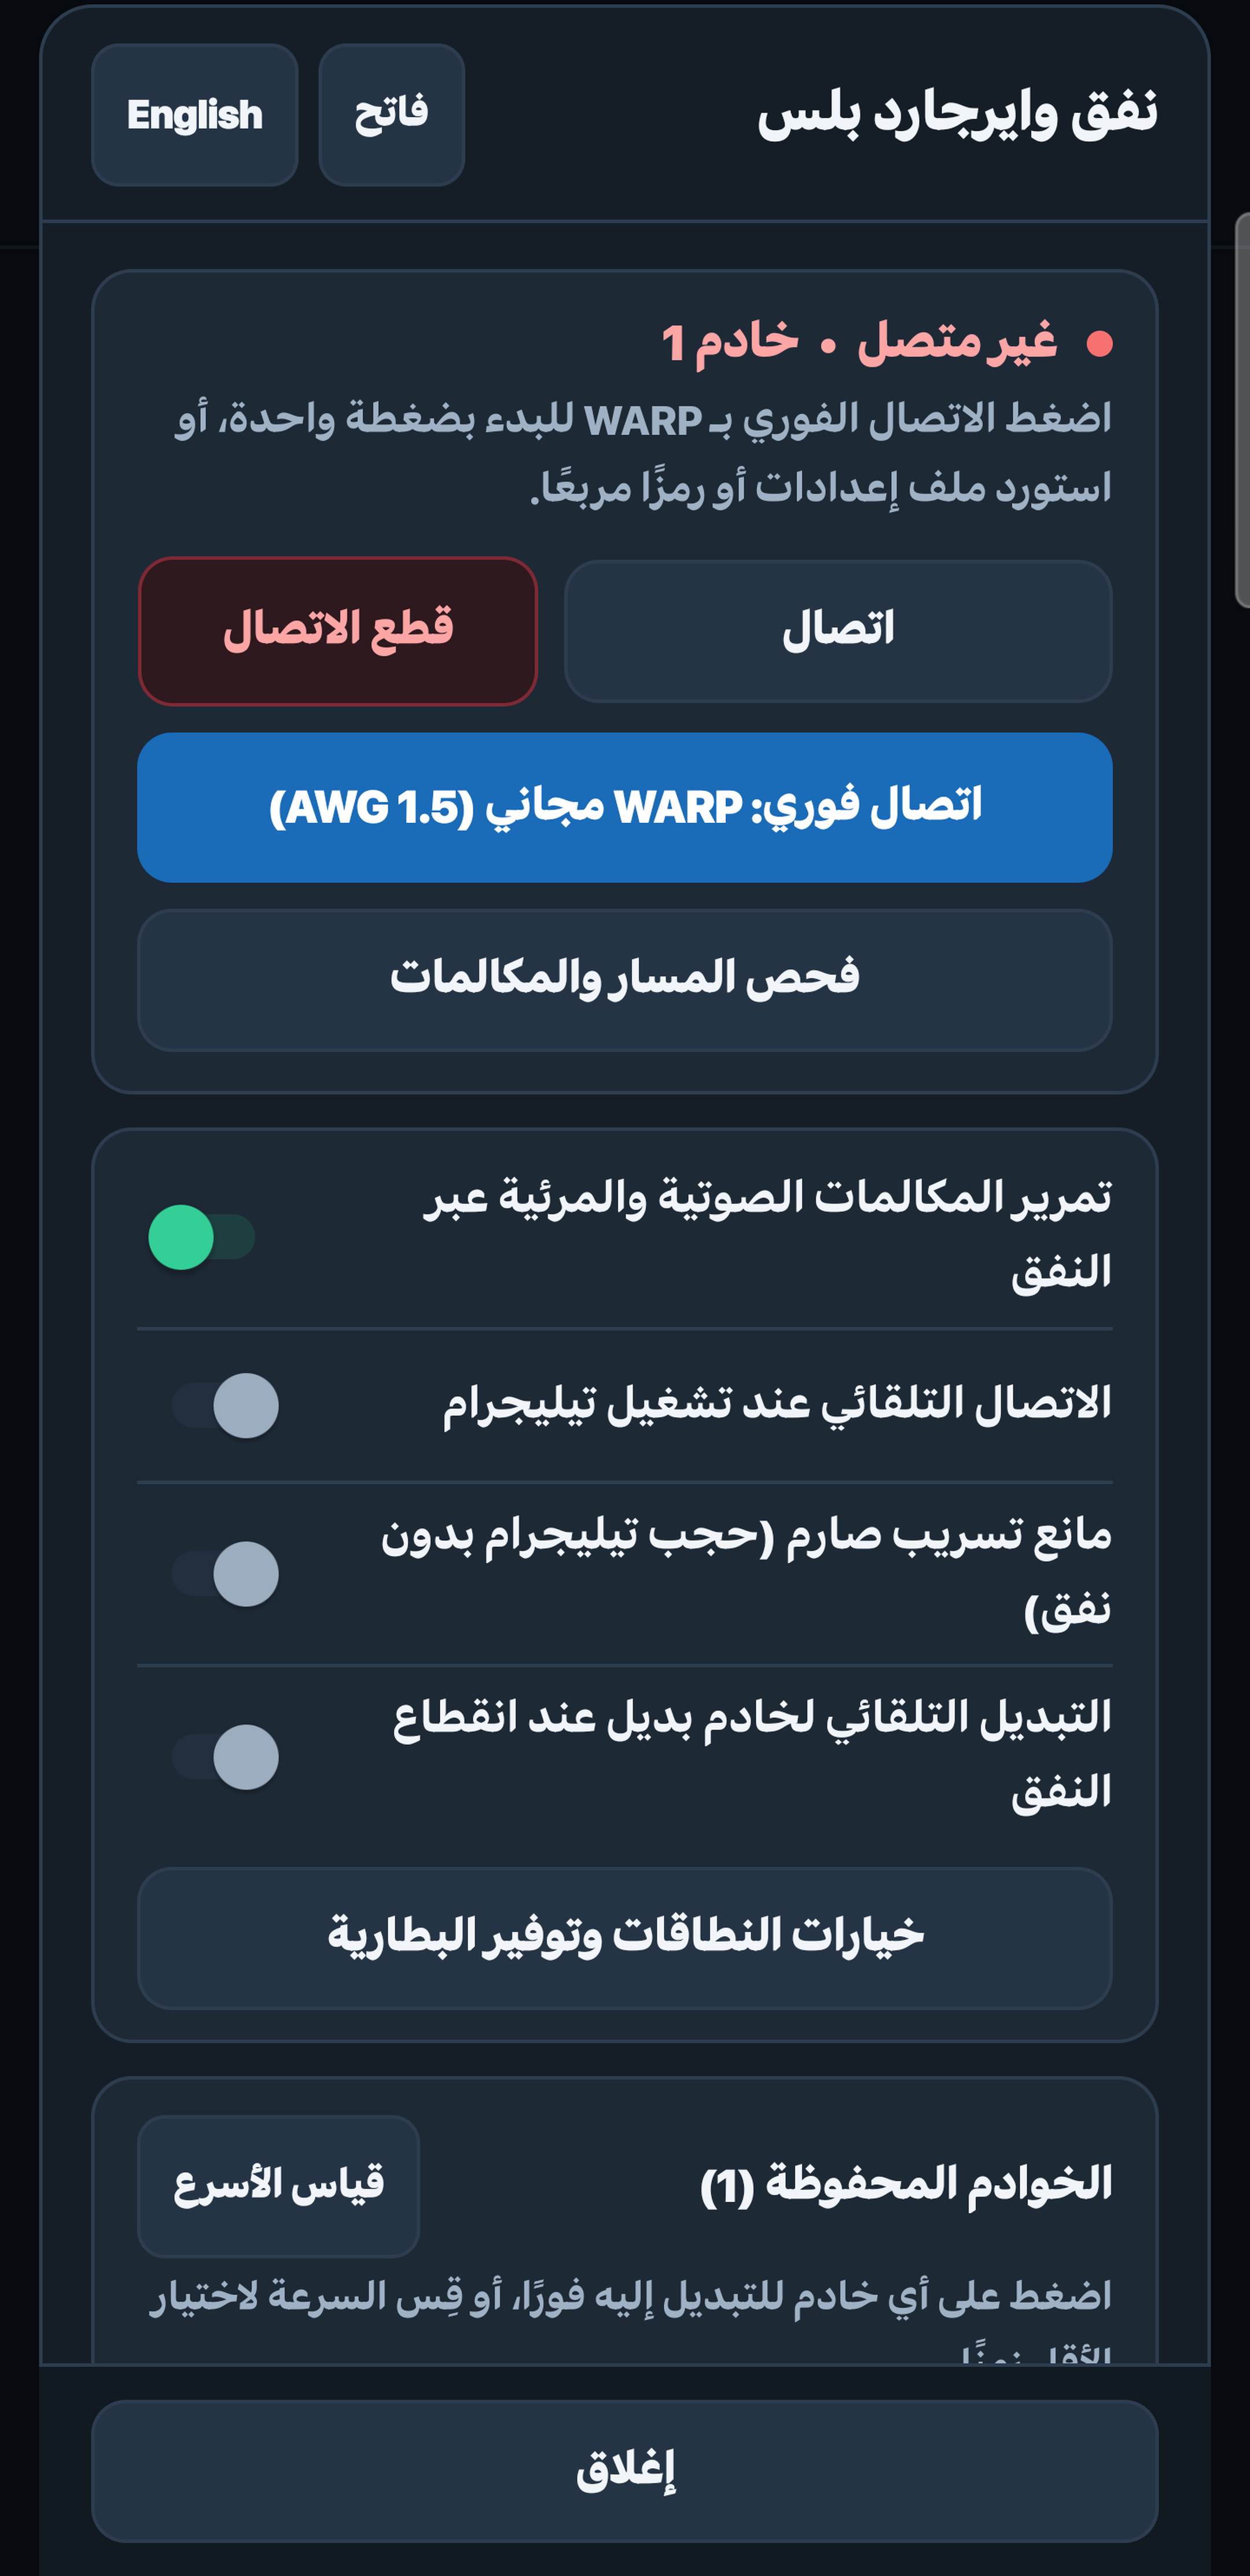 نفق وايرجارد بلس
فاتح
English
غير متصل • خادم 1
اضغط الاتصال الفوري بـ WARP للبدء بضغطة واحدة، أو
استورد ملف إعدادات أو رمزًا مربعًا.
اتصال
قطع الاتصال
اتصال فوري: WARP مجاني (AWG 1.5)
فحص المسار والمكالمات
تمرير المكالمات الصوتية والمرئية عبر
النفق
الاتصال التلقائي عند تشغيل تيليجرام
مانع تسريب صارم (حجب تيليجرام بدون
نفق)
التبديل التلقائي لخادم بديل عند انقطاع
النفق
خيارات النطاقات وتوفير البطارية
الخوادم المحفوظة (1)
قياس الأسرع
اضغط على أي خادم للتبديل إليه فورًا، أو قِس السرعة لاختيار
إغلاق